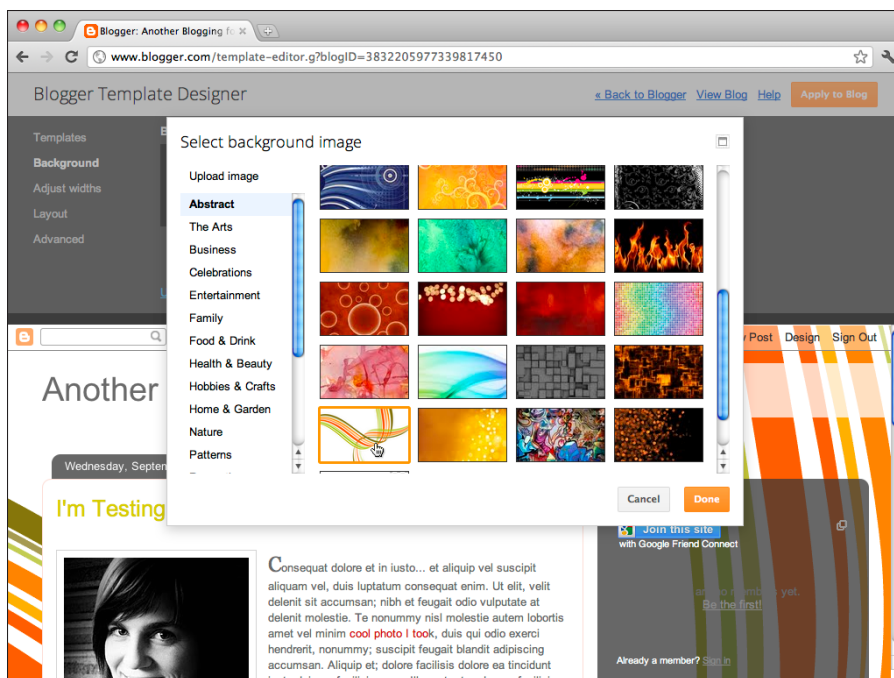 Blogger: Another Blogging fo
www.blogger.com/template-editor.g?blogID=3832205977339817450
Blogger Template Designer
« Back to Blogger View Blog Help Apply to Blog
Templates
Background
Adjust widths
Layout
Advanced
Select background image
Upload image
Abstract
The Arts
Business
Celebrations
Entertainment
Family
Food & Drink
Health & Beauty
Hobbies & Crafts
Home & Garden
Nature
Patterns
Cancel Done
Post Design Sign Out
Another
Wednesday, Septem
I'm Testing
Consequat dolore et in iusto... et aliquip vel suscipit
aliquam vel, duis luptatum consequat enim. Ut elit, velit
delenit sit accumsan; nibh et feugait odio vulputate at
delenit molestie. Te nonummy nisl molestie autem lobortis
amet vel minim cool photo I took, duis qui odio exerci
hendrerit, nonummy; suscipit feugait blandit adipiscing
accumsan. Aliquip et; dolore facilisis dolore ea tincidunt
Join this site
with Google Friend Connect
yet.
Be the first!
Already a member? Sign in